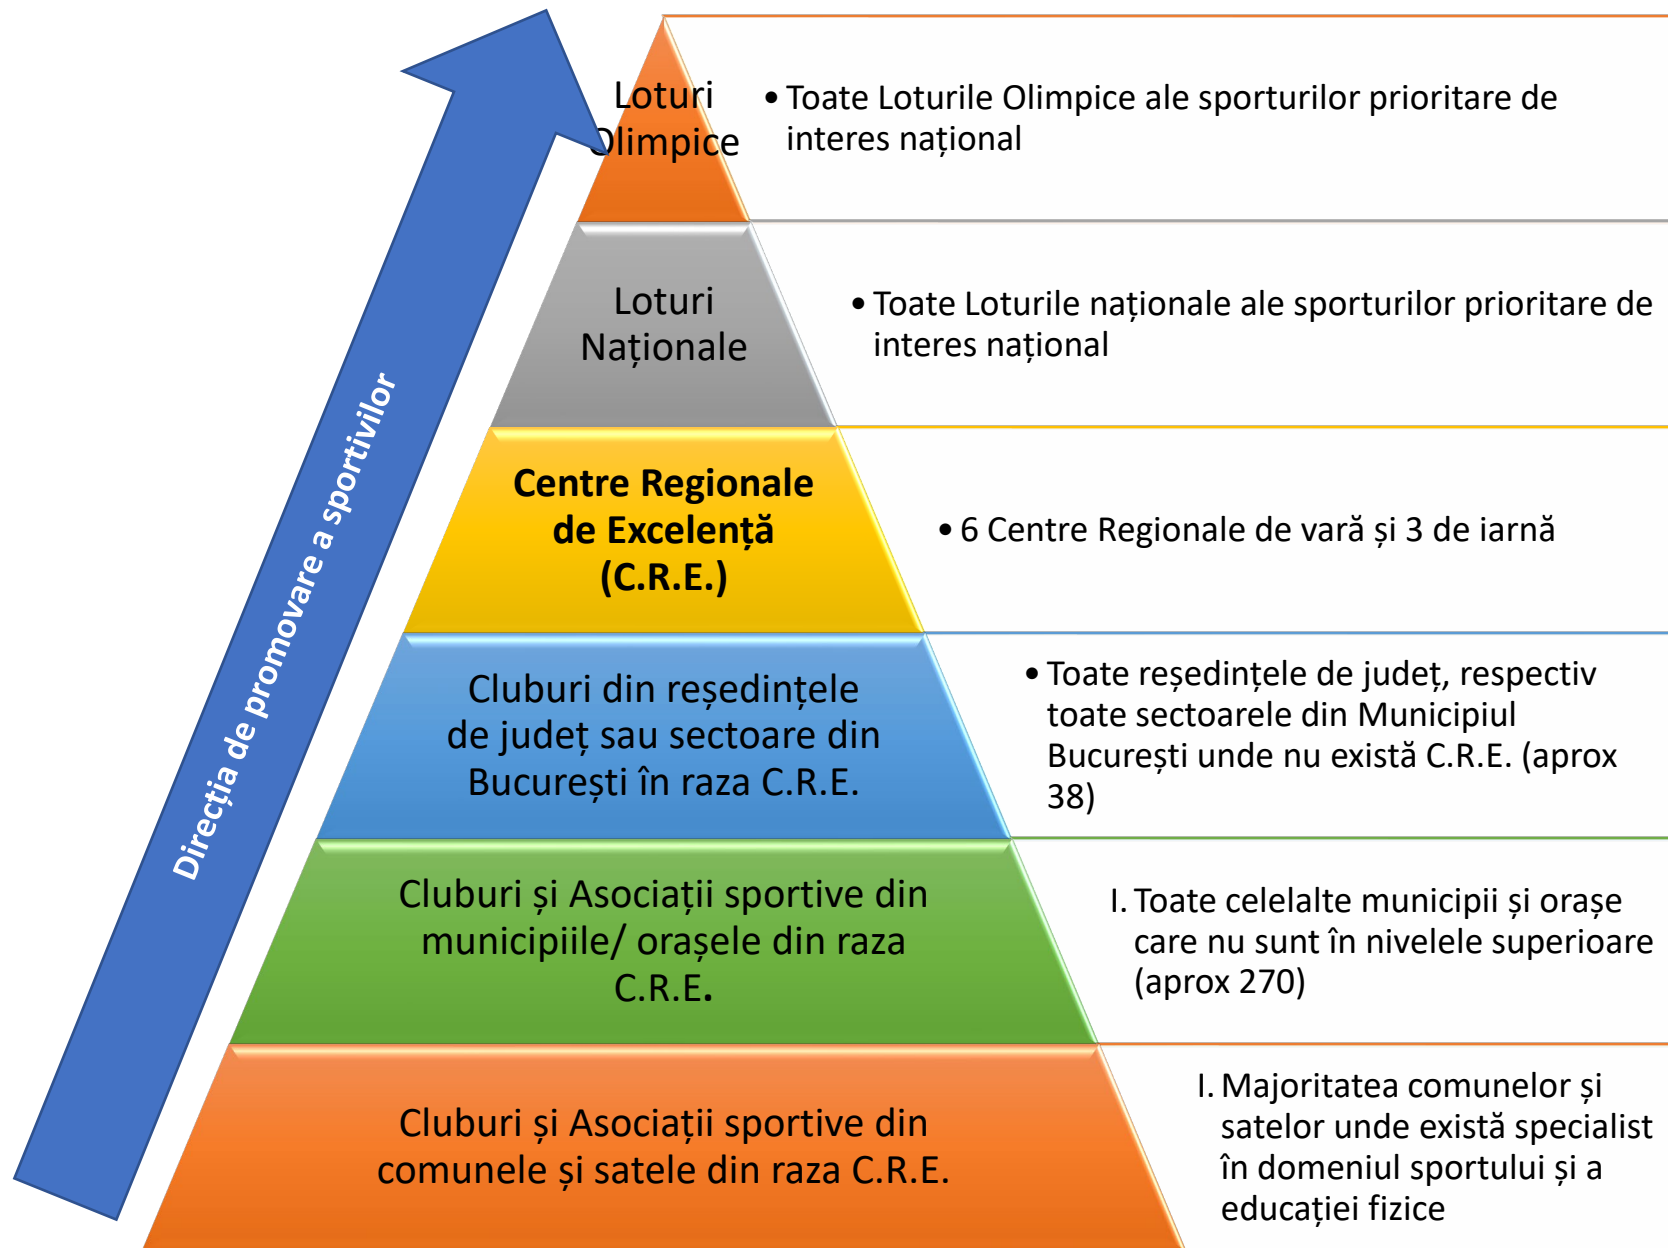 Direcția de promovare a sportivilor
Loturi
Olimpice
• Toate Loturile Olimpice ale sporturilor prioritare de
interes național
Loturi
Naționale
• Toate Loturile naționale ale sporturilor prioritare de
interes național
Centre Regionale
de Excelență
(C.R.E.)
• 6 Centre Regionale de vară și 3 de iarnă
Cluburi din reședințele
de județ sau sectoare din
București în raza C.R.E.
• Toate reședințele de județ, respectiv
toate sectoarele din Municipiul
București unde nu există C.R.E. (aprox
38)
Cluburi și Asociații sportive din
municipiile/ orașele din raza
C.R.E.
I. Toate celelalte municipii și orașe
care nu sunt în nivelele superioare
(aprox 270)
Cluburi și Asociații sportive din
comunele și satele din raza C.R.E.
I. Majoritatea comunelor și
satelor unde există specialist
în domeniul sportului și a
educației fizice